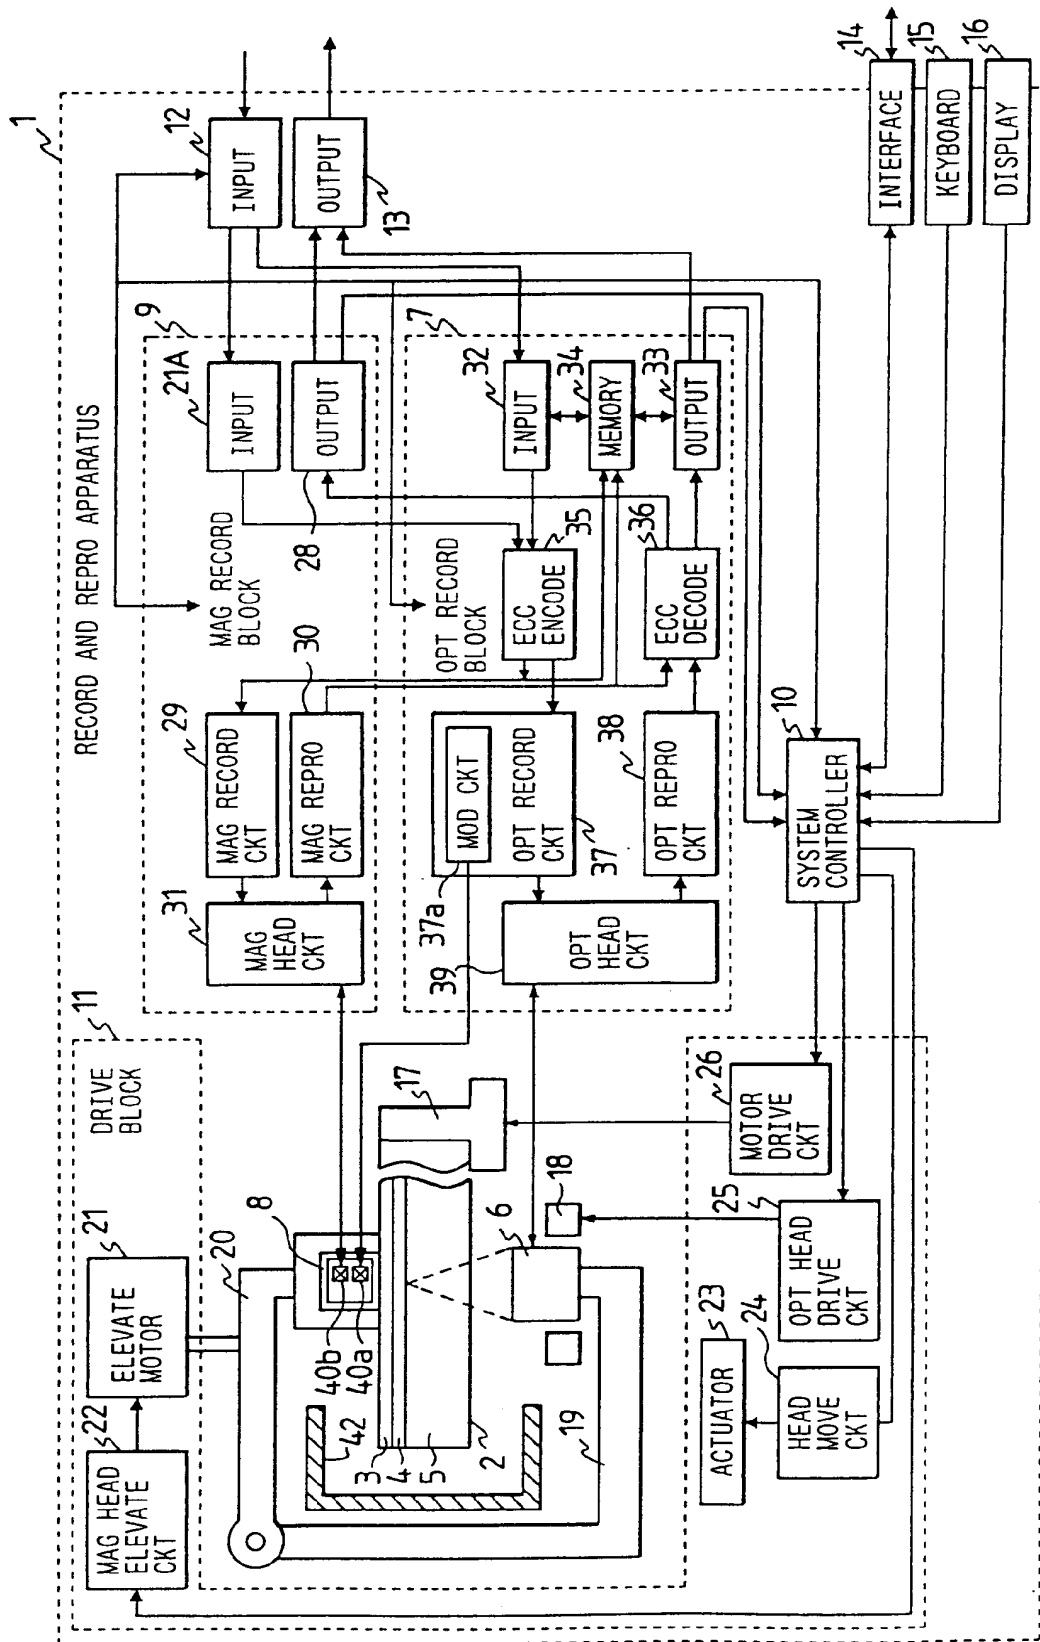 1
RECORD AND REPRO APPARATUS
11
DRIVE
BLOCK
22
MAG HEAD
ELEVATE
CKT
21
ELEVATE
MOTOR
20
8
40b
40a
42
3
4
5
2
17
6
18
19
23
ACTUATOR
24
HEAD
MOVE
CKT
25
OPT HEAD
DRIVE
CKT
26
MOTOR
DRIVE
CKT
9
MAG RECORD
BLOCK
31
MAG
HEAD
CKT
29
MAG RECORD
CKT
30
MAG REPRO
CKT
21A
INPUT
28
OUTPUT
12
INPUT
13
OUTPUT
7
OPT RECORD
BLOCK
39
OPT
HEAD
CKT
37a
MOD CKT
OPT RECORD
CKT
37
38
OPT REPRO
CKT
35
ECC
ENCODE
36
ECC
DECODE
32
INPUT
34
MEMORY
33
OUTPUT
10
SYSTEM
CONTROLLER
14
INTERFACE
15
KEYBOARD
16
DISPLAY